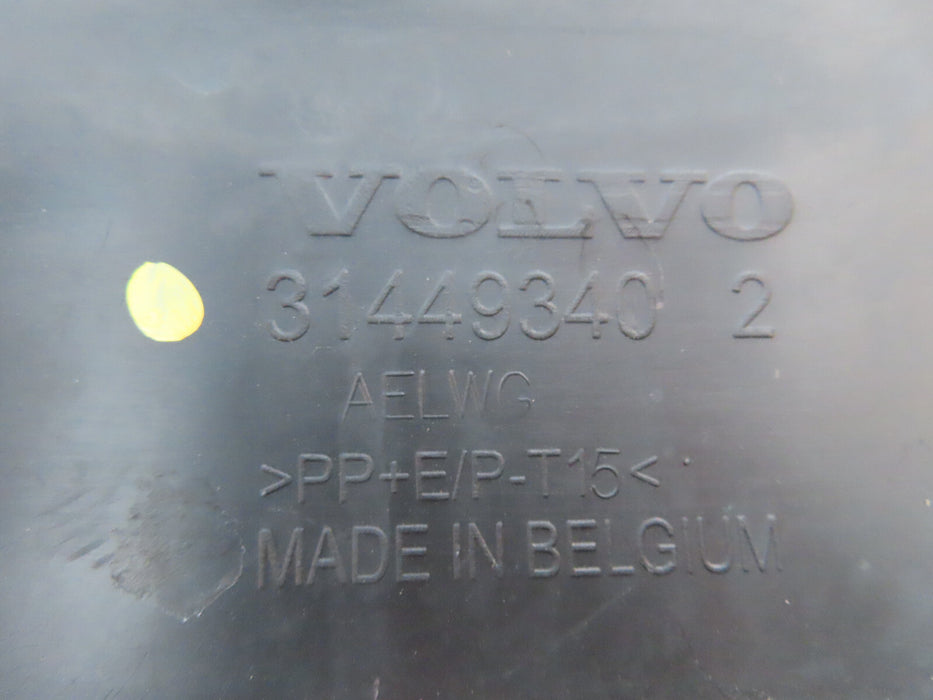 VOLVO
31449340 2
AELWG
>PP+E/P-T15<
MADE IN BELGIUM